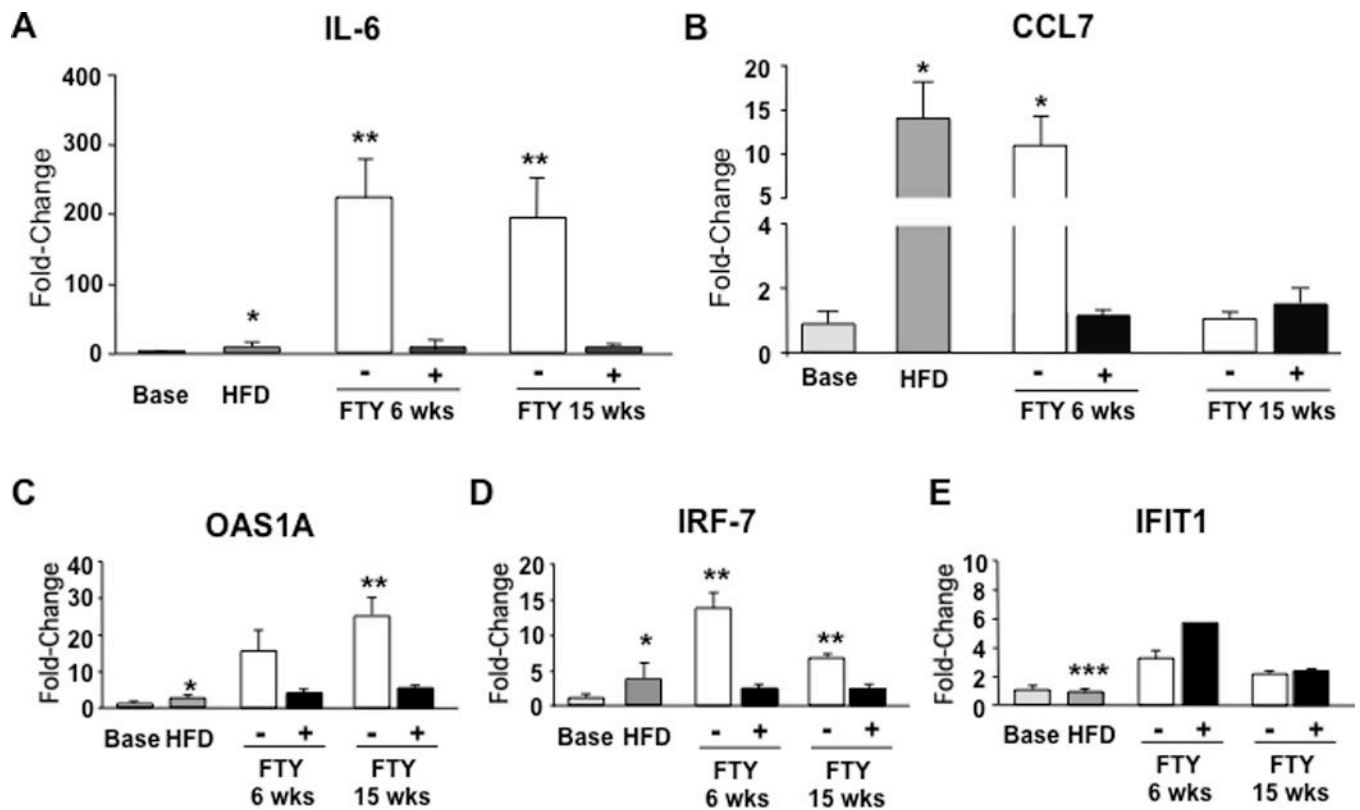 A
IL-6
Fold-Change
400
300
200
100
0
*
**
**
Base HFD - + - +
FTY 6 wks FTY 15 wks
B
CCL7
Fold-Change
20
15
10
5
4
2
0
*
*
Base HFD - + - +
FTY 6 wks FTY 15 wks
C
OAS1A
Fold-Change
40
30
20
10
0
*
**
Base HFD - + - +
FTY FTY
6 wks 15 wks
D
IRF-7
Fold-Change
20
15
10
5
0
*
**
**
Base HFD - + - +
FTY FTY
6 wks 15 wks
E
IFIT1
Fold-Change
10
8
6
4
2
0
***
Base HFD - + - +
FTY FTY
6 wks 15 wks